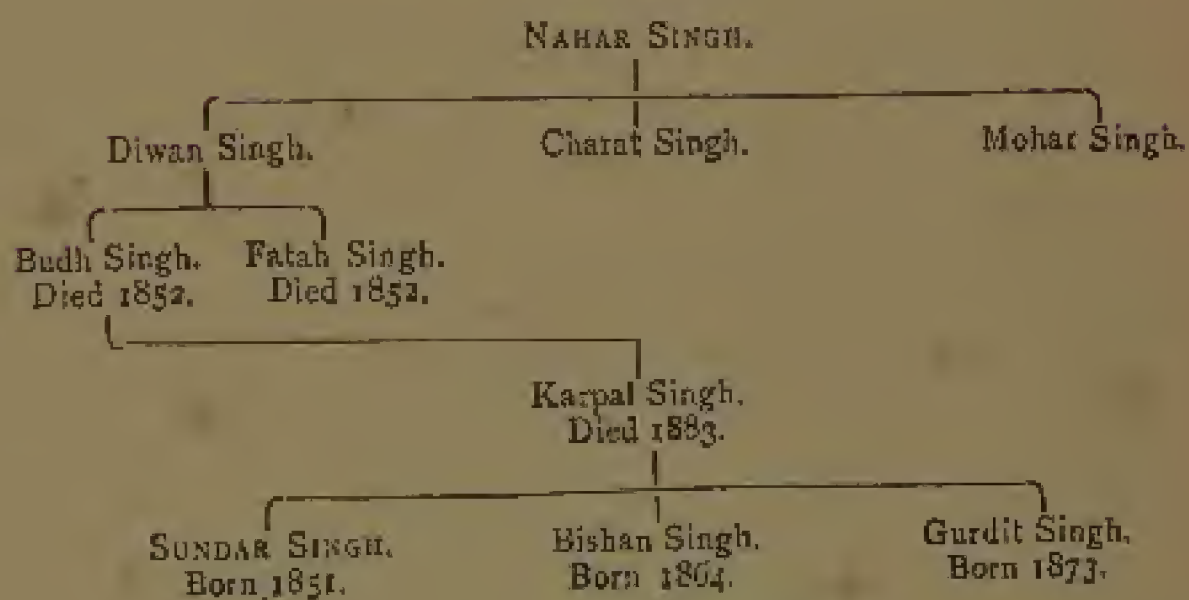 NAHAR SINGH.
Diwan Singh. Charat Singh. Mohar Singh.
Budh Singh. Fatah Singh.
Died 1852. Died 1852.
Karpal Singh.
Died 1883.
SUNDAR SINGH. Bishan Singh. Gurdit Singh.
Born 1851. Born 1864. Born 1873.